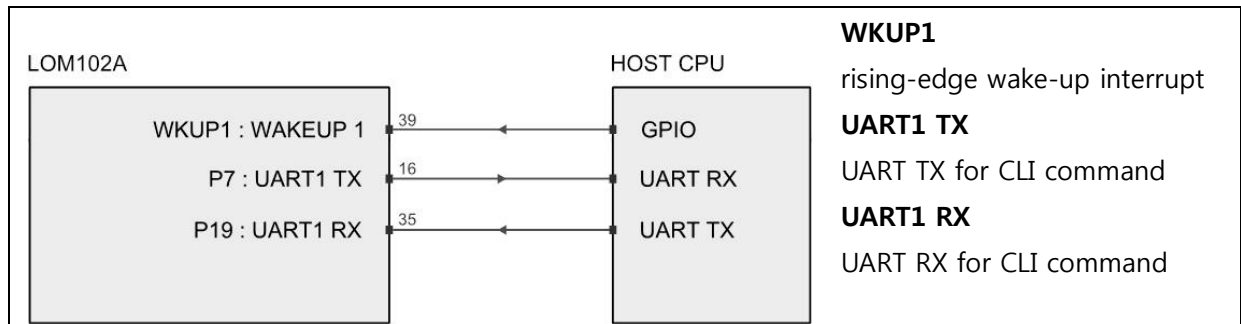 LOM102A
HOST CPU
WKUP1 : WAKEUP 1
39
GPIO
P7 : UART1 TX
16
UART RX
P19 : UART1 RX
35
UART TX
WKUP1
rising-edge wake-up interrupt
UART1 TX
UART TX for CLI command
UART1 RX
UART RX for CLI command